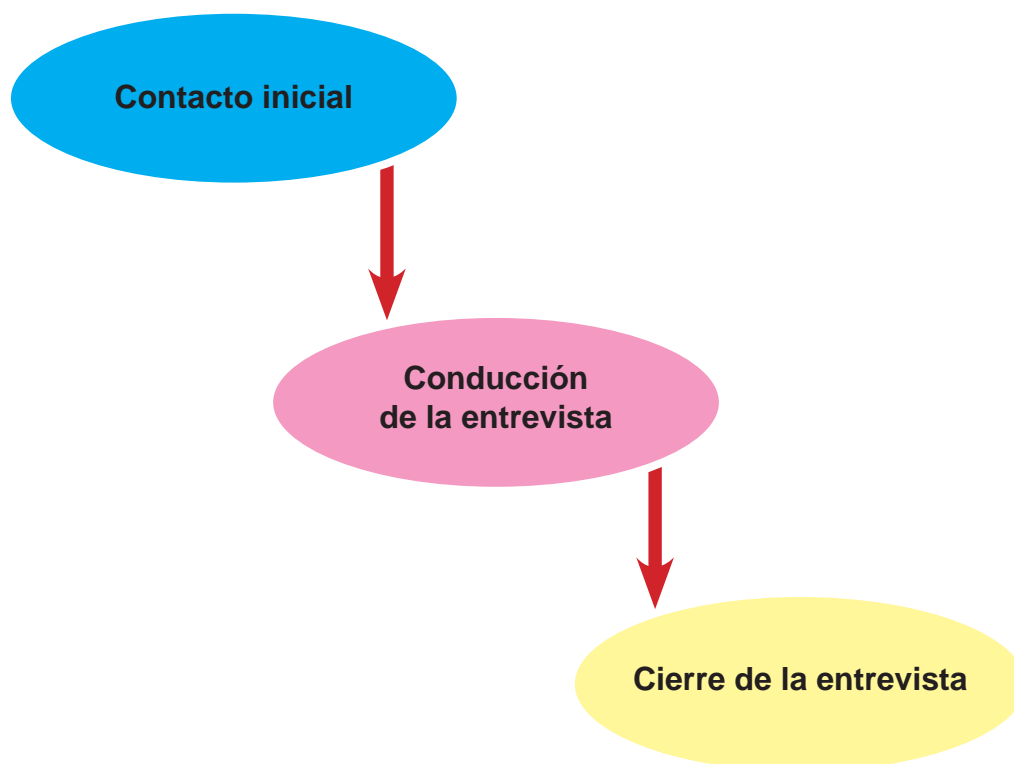 Contacto inicial
Conducción
de la entrevista
Cierre de la entrevista